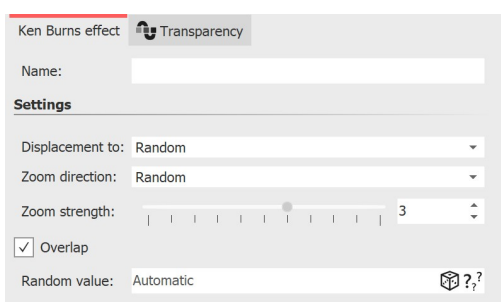 Ken Burns effect Transparency
Name:
Settings
Displacement to: Random
Zoom direction: Random
Zoom strength: 3
Overlap
Random value: Automatic ???